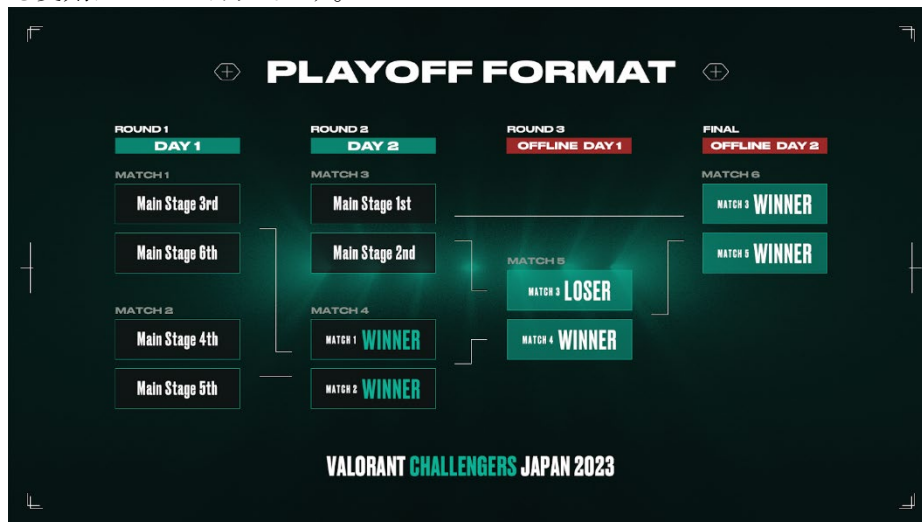 PLAYOFF FORMAT
ROUND 1
DAY 1
MATCH 1
Main Stage 3rd
Main Stage 6th
MATCH 2
Main Stage 4th
Main Stage 5th
ROUND 2
DAY 2
MATCH 3
Main Stage 1st
Main Stage 2nd
MATCH 4
MATCH 1 WINNER
MATCH 2 WINNER
ROUND 3
OFFLINE DAY 1
MATCH 5
MATCH 3 LOSER
MATCH 4 WINNER
FINAL
OFFLINE DAY 2
MATCH 6
MATCH 3 WINNER
MATCH 5 WINNER
VALORANT CHALLENGERS JAPAN 2023